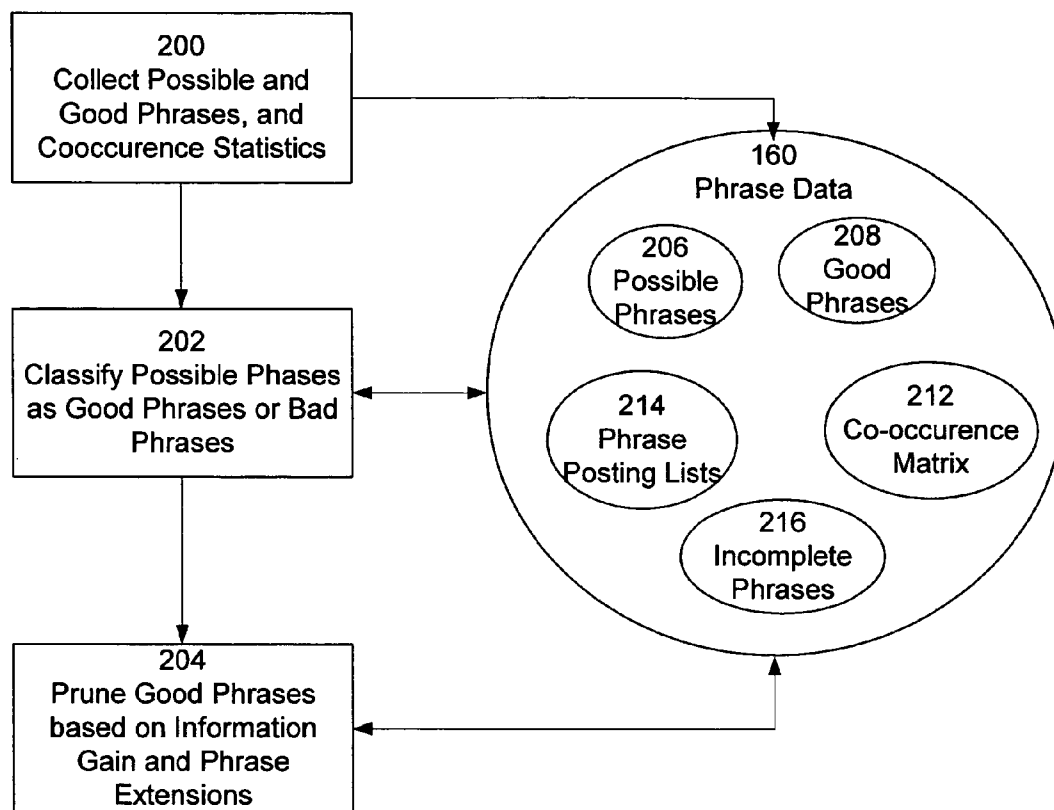 200
Collect Possible and
Good Phrases, and
Cooccurence Statistics
160
Phrase Data
206
Possible
Phrases
208
Good
Phrases
202
Classify Possible Phases
as Good Phrases or Bad
Phrases
214
Phrase
Posting Lists
212
Co-occurence
Matrix
216
Incomplete
Phrases
204
Prune Good Phrases
based on Information
Gain and Phrase
Extensions